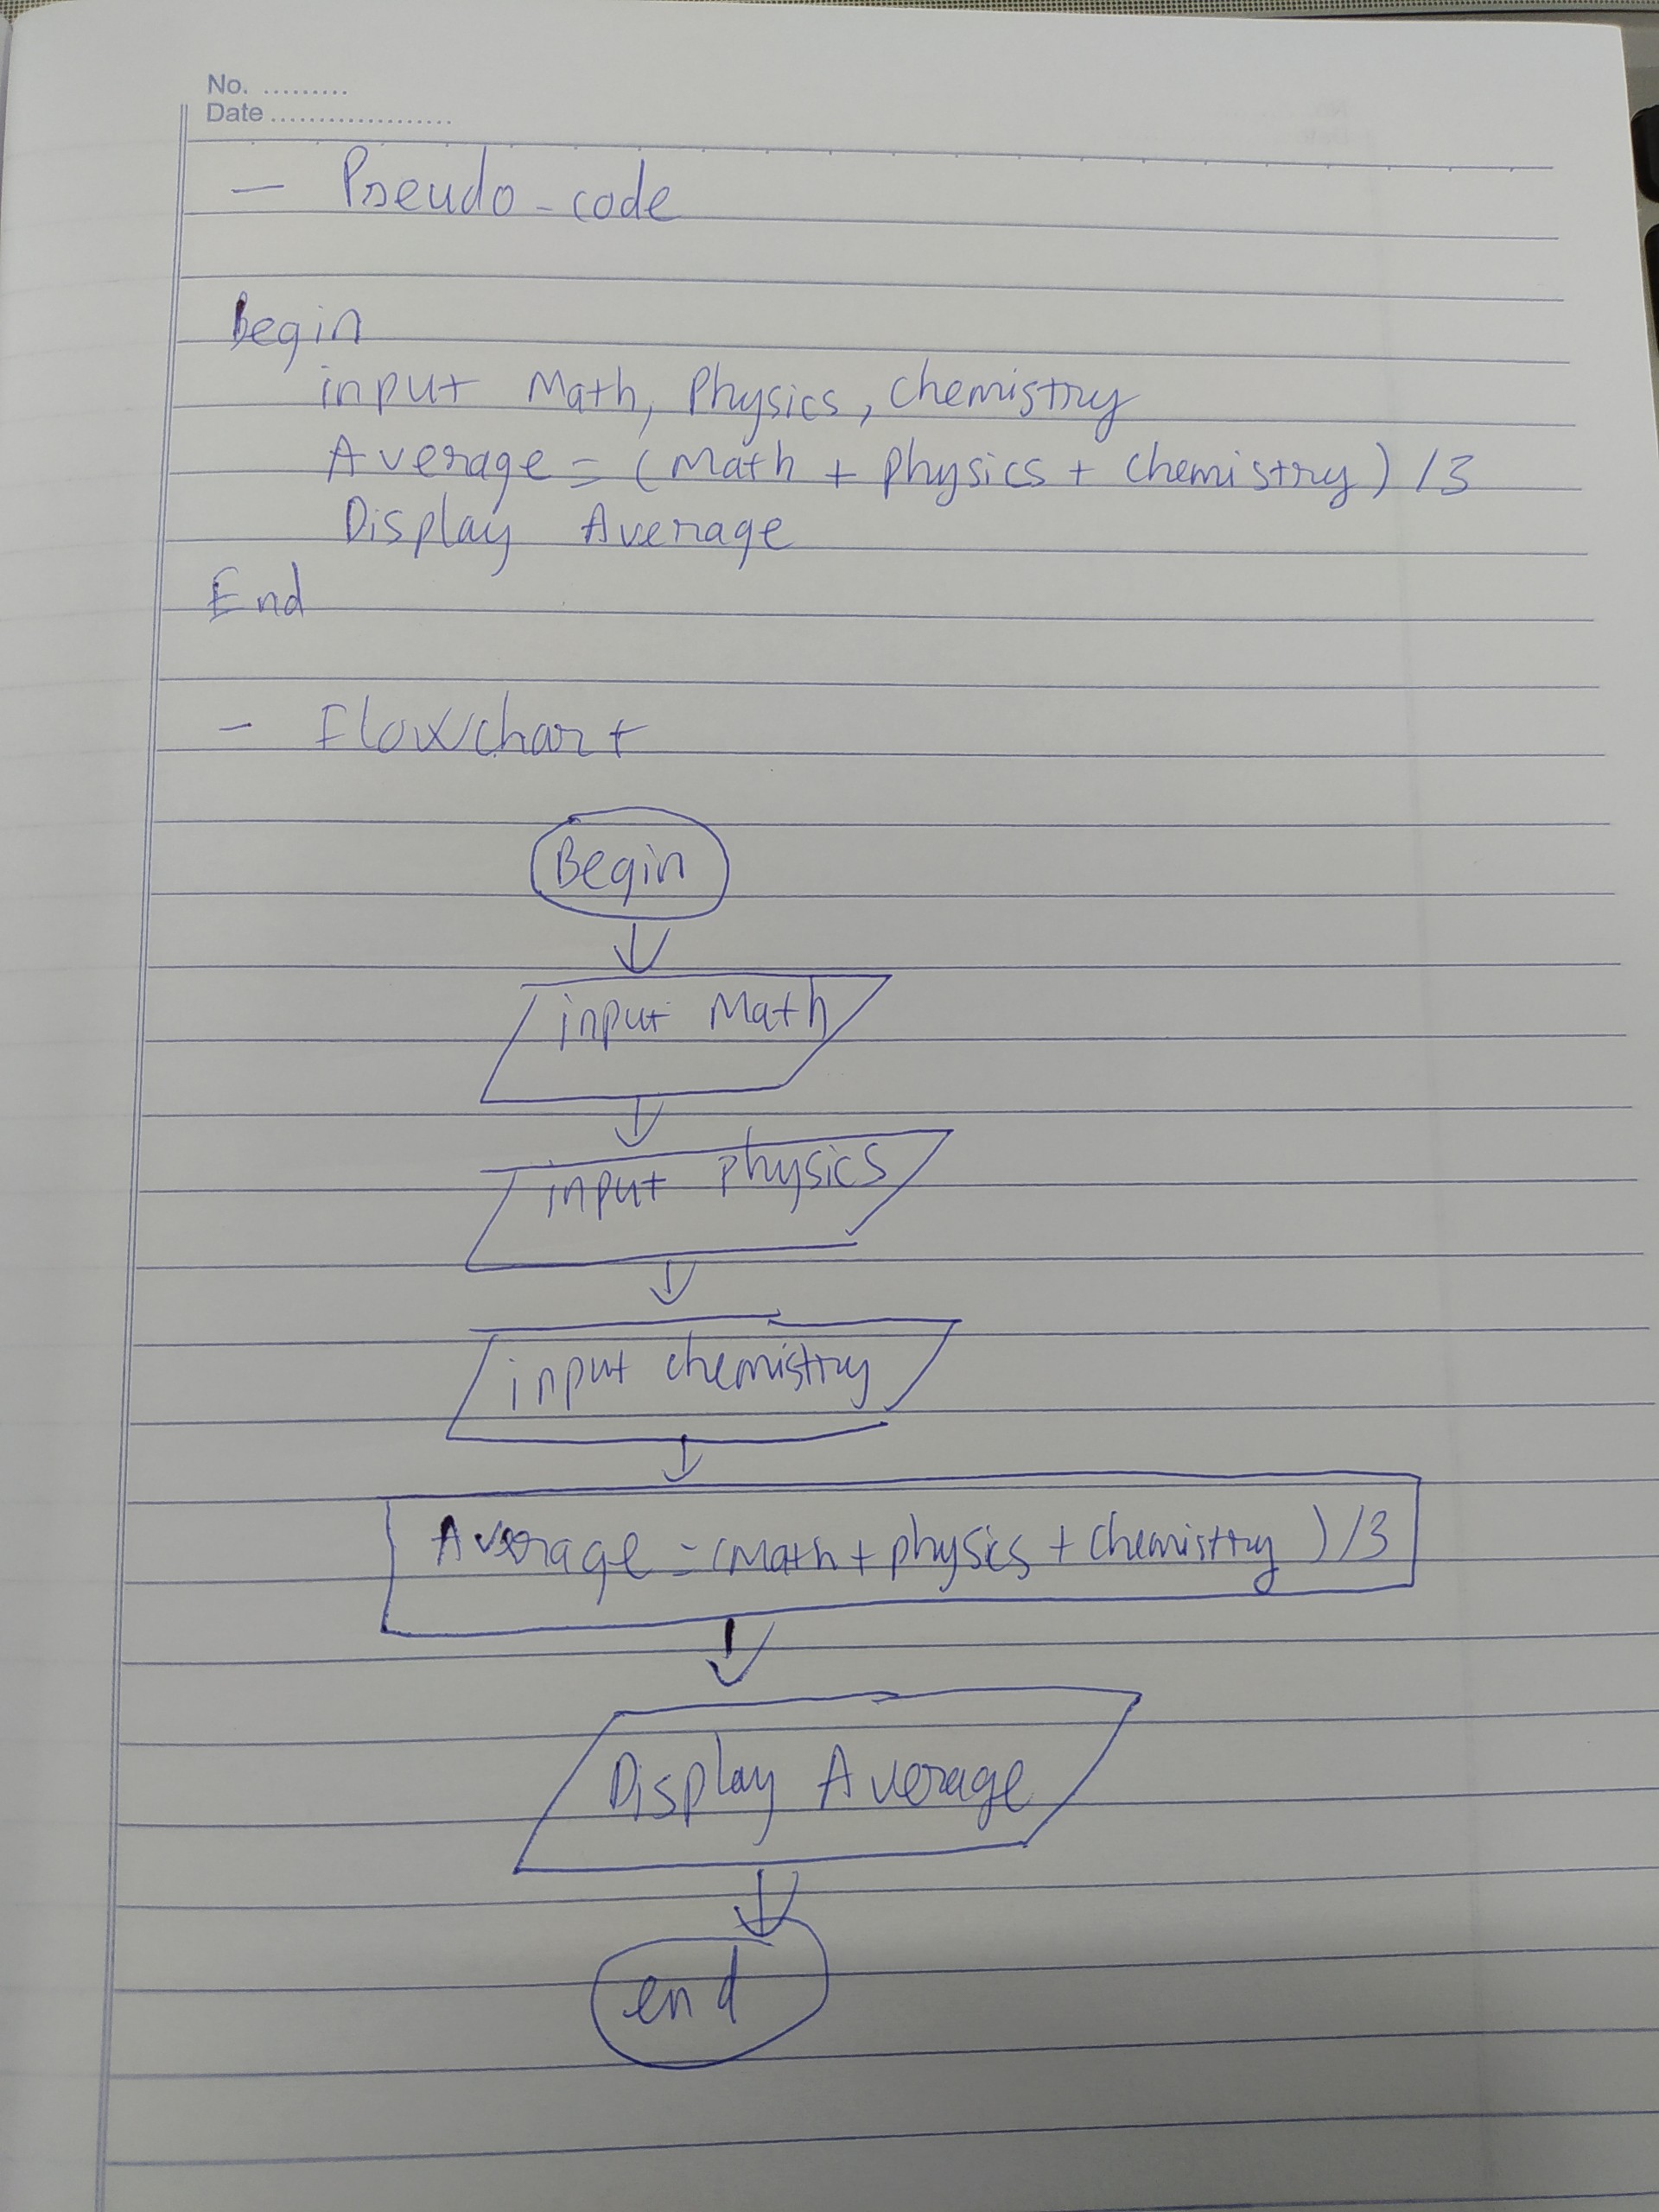 No. .........
Date ...................
- Pseudo-code
Begin
input Math, Physics, Chemistry
Average = (Math + Physics + Chemistry) /3
Display Average
End
- Flowchart
Begin
input Math
input physics
input chemistry
Average = (Math + physics + Chemistry) /3
Display Average
end